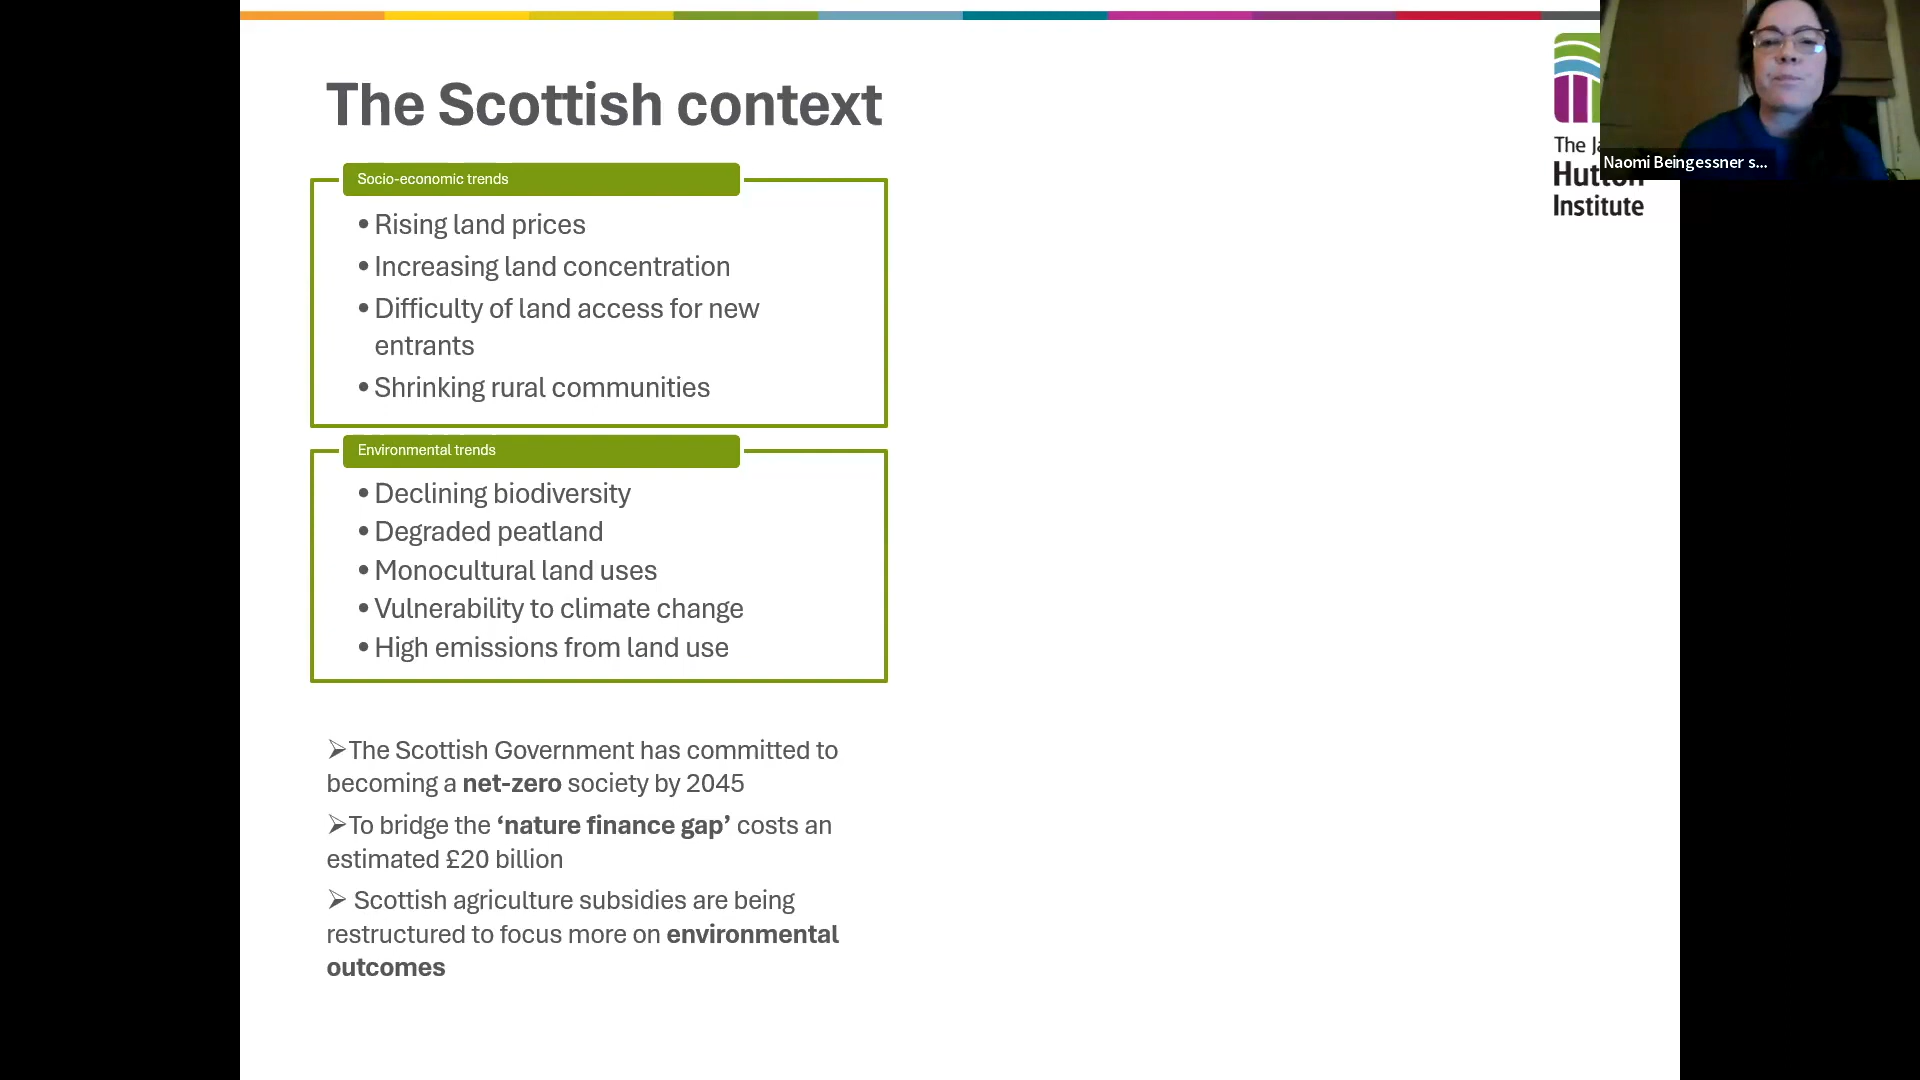 The Scottish context
Socio-economic trends
• Rising land prices
• Increasing land concentration
• Difficulty of land access for new
entrants
• Shrinking rural communities
Environmental trends
• Declining biodiversity
• Degraded peatland
• Monocultural land uses
• Vulnerability to climate change
• High emissions from land use
➢The Scottish Government has committed to
becoming a net-zero society by 2045
➢To bridge the ‘nature finance gap’ costs an
estimated £20 billion
➢ Scottish agriculture subsidies are being
restructured to focus more on environmental
outcomes
The
Hutton
Institute
Naomi Beingessner s...